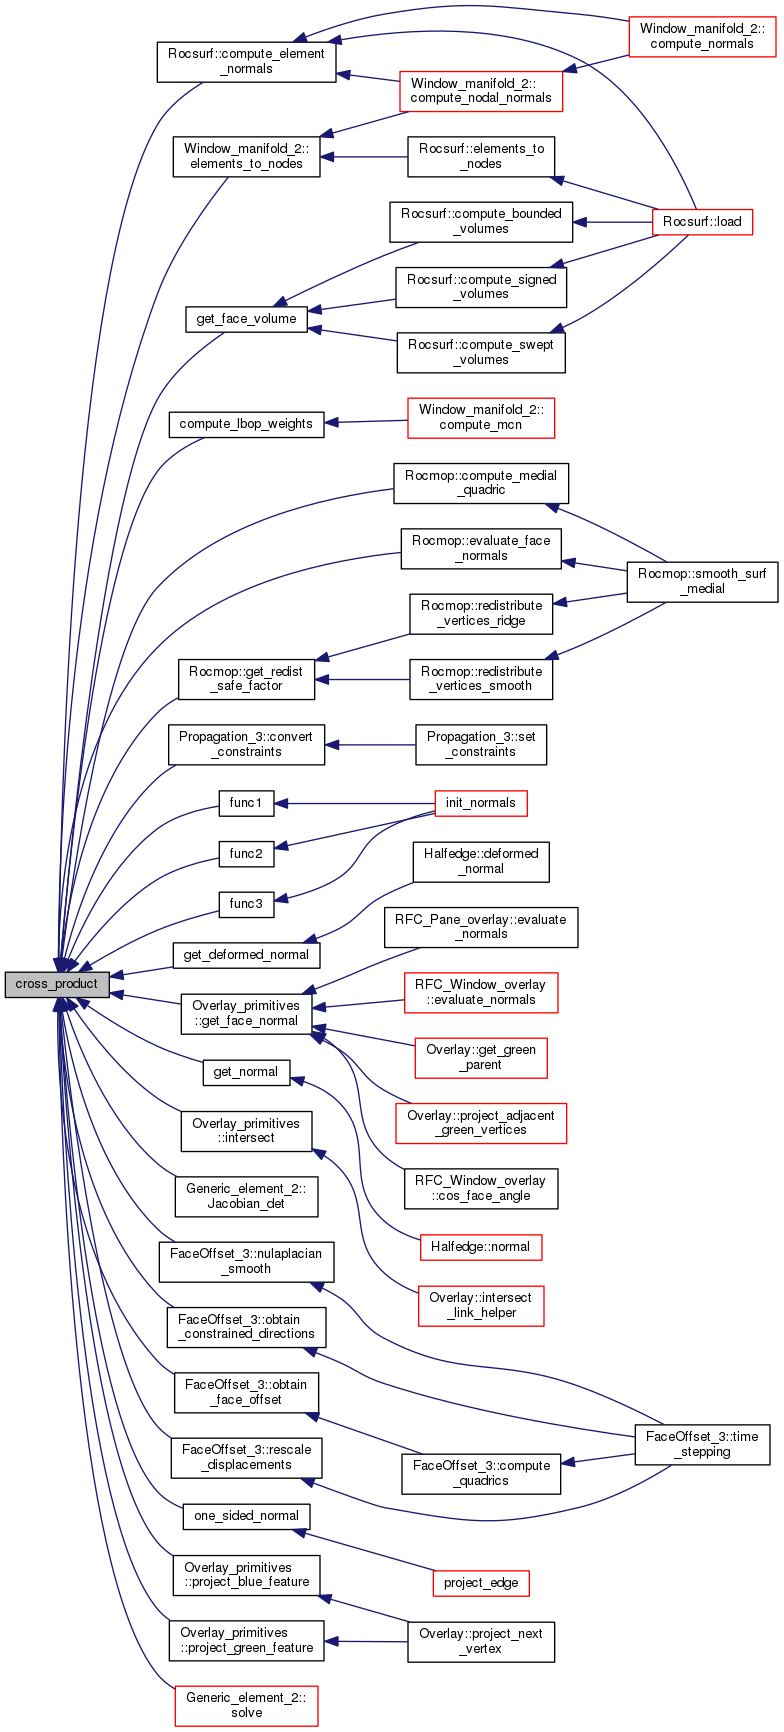 Rocsurf::compute_element
_normals
Window_manifold_2::
compute_normals
Window_manifold_2::
compute_nodal_normals
Window_manifold_2::
elements_to_nodes
Rocsurf::elements_to
_nodes
Rocsurf::compute_bounded
_volumes
Rocsurf::load
Rocsurf::compute_signed
_volumes
get_face_volume
Rocsurf::compute_swept
_volumes
compute_lbop_weights
Window_manifold_2::
compute_mcn
Rocmop::compute_medial
_quadric
Rocmop::evaluate_face
_normals
Rocmop::smooth_surf
_medial
Rocmop::redistribute
_vertices_ridge
Rocmop::get_redist
_safe_factor
Rocmop::redistribute
_vertices_smooth
Propagation_3::convert
_constraints
Propagation_3::set
_constraints
func1
init_normals
func2
Halfedge::deformed
_normal
func3
RFC_Pane_overlay::evaluate
_normals
get_deformed_normal
cross_product
RFC_Window_overlay
::evaluate_normals
Overlay_primitives
::get_face_normal
Overlay::get_green
_parent
get_normal
Overlay::project_adjacent
_green_vertices
Overlay_primitives
::intersect
RFC_Window_overlay
::cos_face_angle
Generic_element_2::
Jacobian_det
Halfedge::normal
FaceOffset_3::nulaplacian
_smooth
Overlay::intersect
_link_helper
FaceOffset_3::obtain
_constrained_directions
FaceOffset_3::obtain
_face_offset
FaceOffset_3::time
_stepping
FaceOffset_3::rescale
_displacements
FaceOffset_3::compute
_quadrics
one_sided_normal
Overlay_primitives
::project_blue_feature
project_edge
Overlay_primitives
::project_green_feature
Overlay::project_next
_vertex
Generic_element_2::
solve